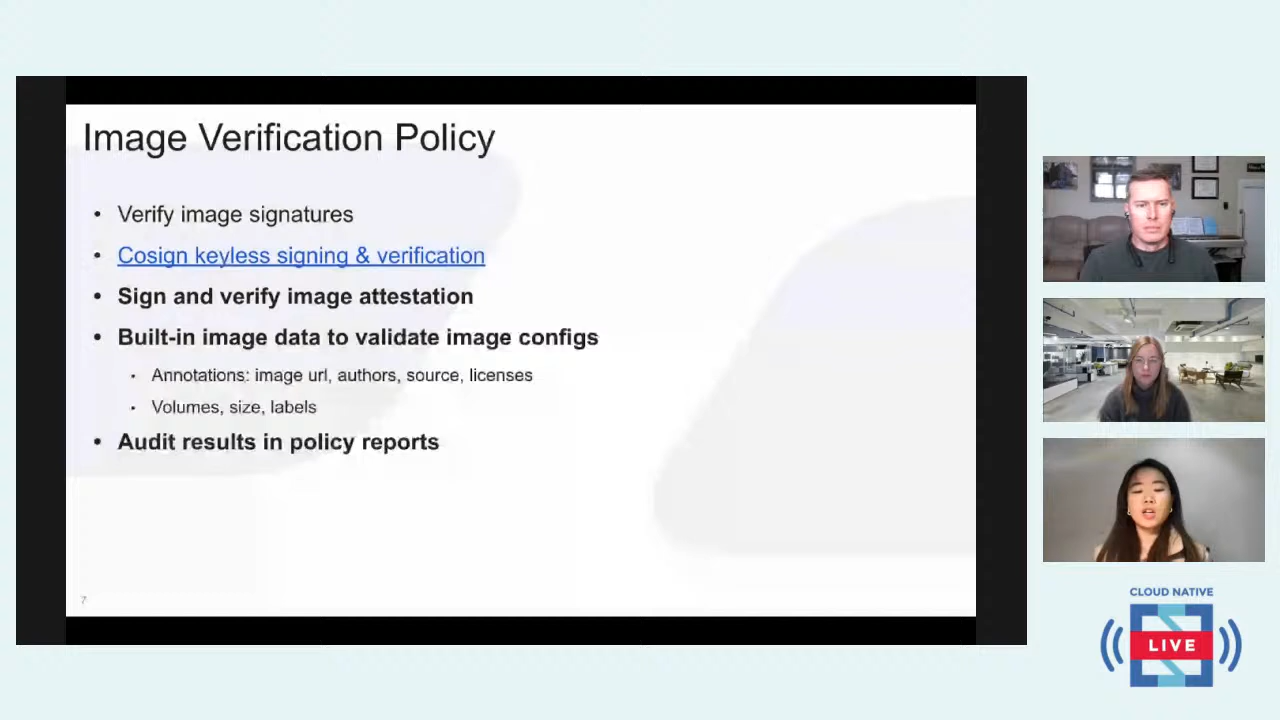 Image Verification Policy
• Verify image signatures
• Cosign keyless signing & verification
• Sign and verify image attestation
• Built-in image data to validate image configs
• Annotations: image url, authors, source, licenses
• Volumes, size, labels
• Audit results in policy reports
7
CLOUD NATIVE
LIVE